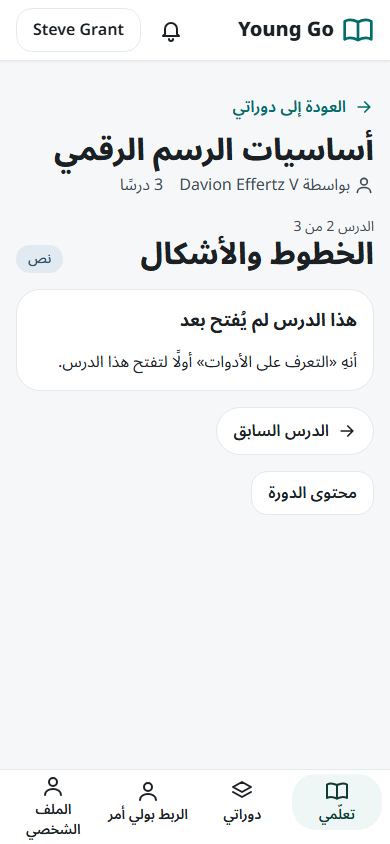 Young Go
Steve Grant
العودة إلى دوراتي
أساسيات الرسم الرقمي
بواسطة Davion Effertz V
3 درسًا
الدرس 2 من 3
الخطوط والأشكال
نص
هذا الدرس لم يُفتح بعد
أنهِ «التعرف على الأدوات» أولًا لتفتح هذا الدرس.
الدرس السابق
محتوى الدورة
تعلّمي
دوراتي
الربط بولي أمر
الملف
الشخصي